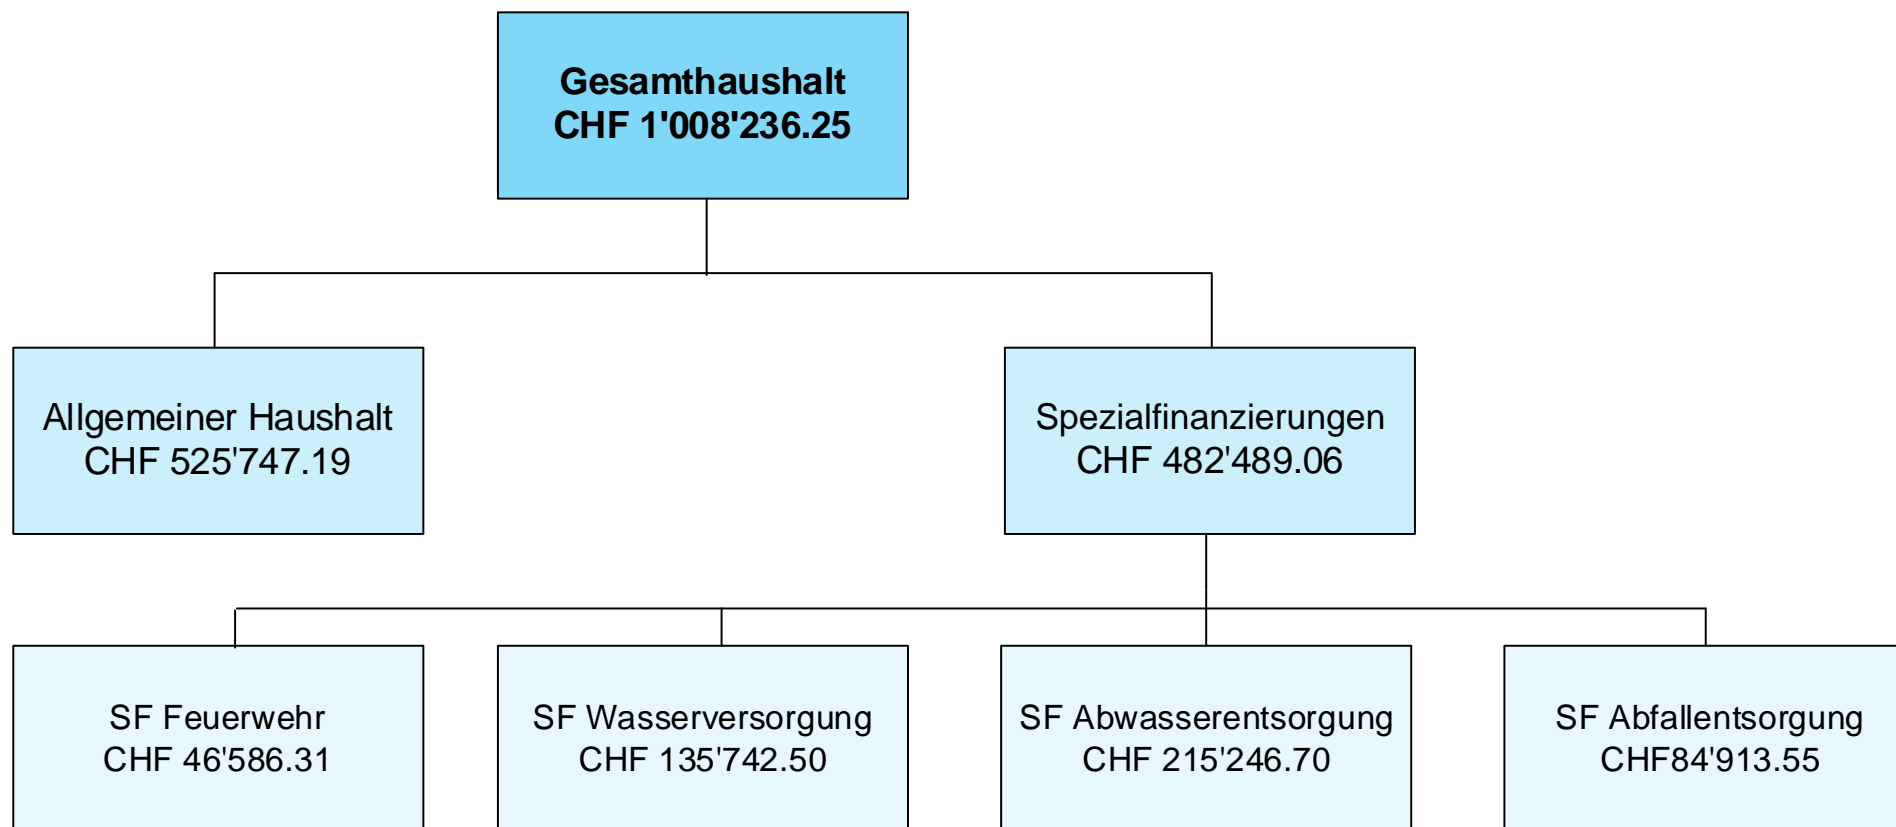 Gesamthaushalt
CHF 1'008'236.25
Allgemeiner Haushalt
CHF 525'747.19
Spezialfinanzierungen
CHF 482'489.06
SF Feuerwehr
CHF 46'586.31
SF Wasserversorgung
CHF 135'742.50
SF Abwasserentsorgung
CHF 215'246.70
SF Abfallentsorgung
CHF84'913.55